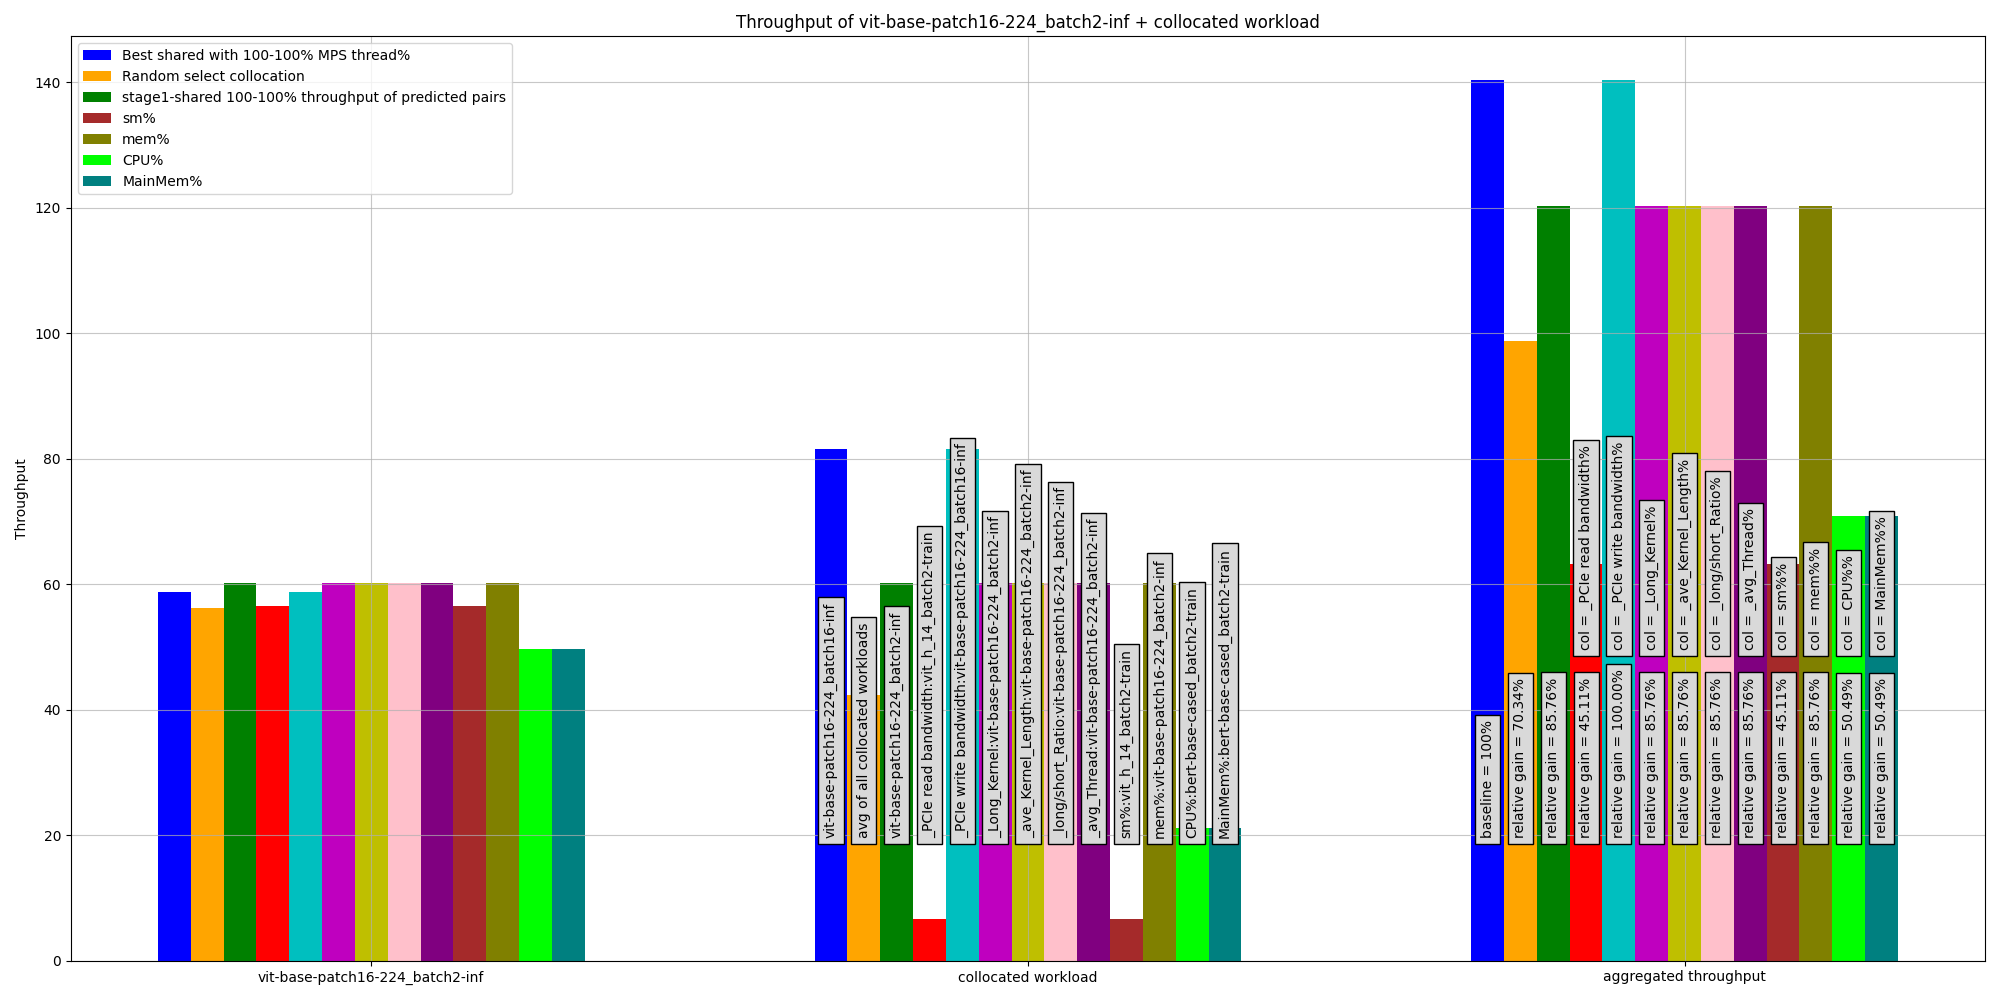 Throughput of vit-base-patch16-224_batch2-inf + collocated workload
Best shared with 100-100% MPS thread%
Random select collocation
stage1-shared 100-100% throughput of predicted pairs
sm%
mem%
CPU%
MainMem%
Throughput
140
120
100
80
60
40
20
0
vit-base-patch16-224_batch16-inf
avg of all collocated workloads
vit-base-patch16-224_batch2-inf
_PCIe read bandwidth:vit_h_14_batch2-train
_PCIe write bandwidth:vit-base-patch16-224_batch16-inf
_Long_Kernel:vit-base-patch16-224_batch2-inf
_ave_Kernel_Length:vit-base-patch16-224_batch2-inf
_long/short_Ratio:vit-base-patch16-224_batch2-inf
_avg_Thread:vit-base-patch16-224_batch2-inf
sm%:vit_h_14_batch2-train
mem%:vit-base-patch16-224_batch2-inf
CPU%:bert-base-cased_batch2-train
MainMem%:bert-base-cased_batch2-train
col = _PCIe read bandwidth%
col = _PCIe write bandwidth%
col = _Long_Kernel%
col = _ave_Kernel_Length%
col = _long/short_Ratio%
col = _avg_Thread%
col = sm%%
col = mem%%
col = CPU%%
col = MainMem%%
baseline = 100%
relative gain = 70.34%
relative gain = 85.76%
relative gain = 45.11%
relative gain = 100.00%
relative gain = 85.76%
relative gain = 85.76%
relative gain = 85.76%
relative gain = 85.76%
relative gain = 45.11%
relative gain = 85.76%
relative gain = 50.49%
relative gain = 50.49%
vit-base-patch16-224_batch2-inf
collocated workload
aggregated throughput